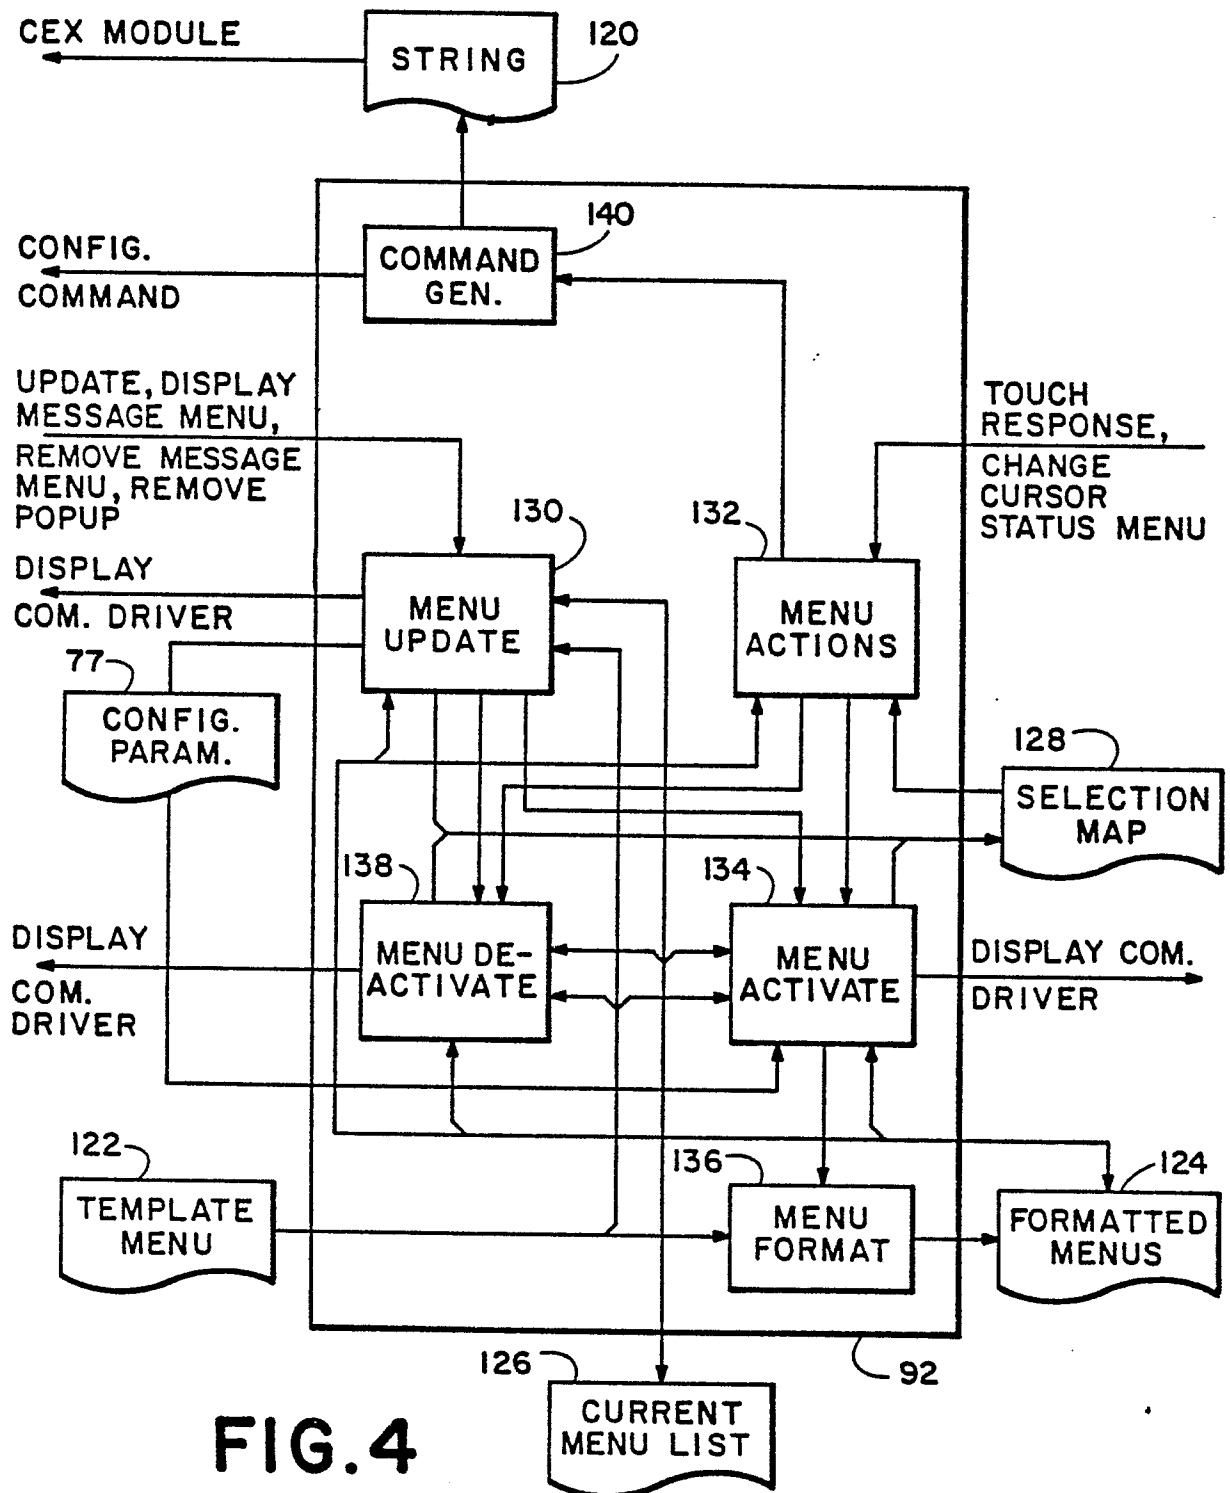 CEX MODULE
STRING
120
140
CONFIG.
COMMAND
COMMAND
GEN.
UPDATE, DISPLAY
MESSAGE MENU,
REMOVE MESSAGE
MENU, REMOVE
POPUP
TOUCH
RESPONSE,
CHANGE
CURSOR
STATUS MENU
130
132
DISPLAY
COM. DRIVER
MENU
UPDATE
MENU
ACTIONS
77
CONFIG.
PARAM.
128
SELECTION
MAP
138
134
DISPLAY
COM.
DRIVER
MENU DE-
ACTIVATE
MENU
ACTIVATE
DISPLAY COM.
DRIVER
122
TEMPLATE
MENU
136
MENU
FORMAT
124
FORMATTED
MENUS
126
CURRENT
MENU LIST
92
FIG. 4